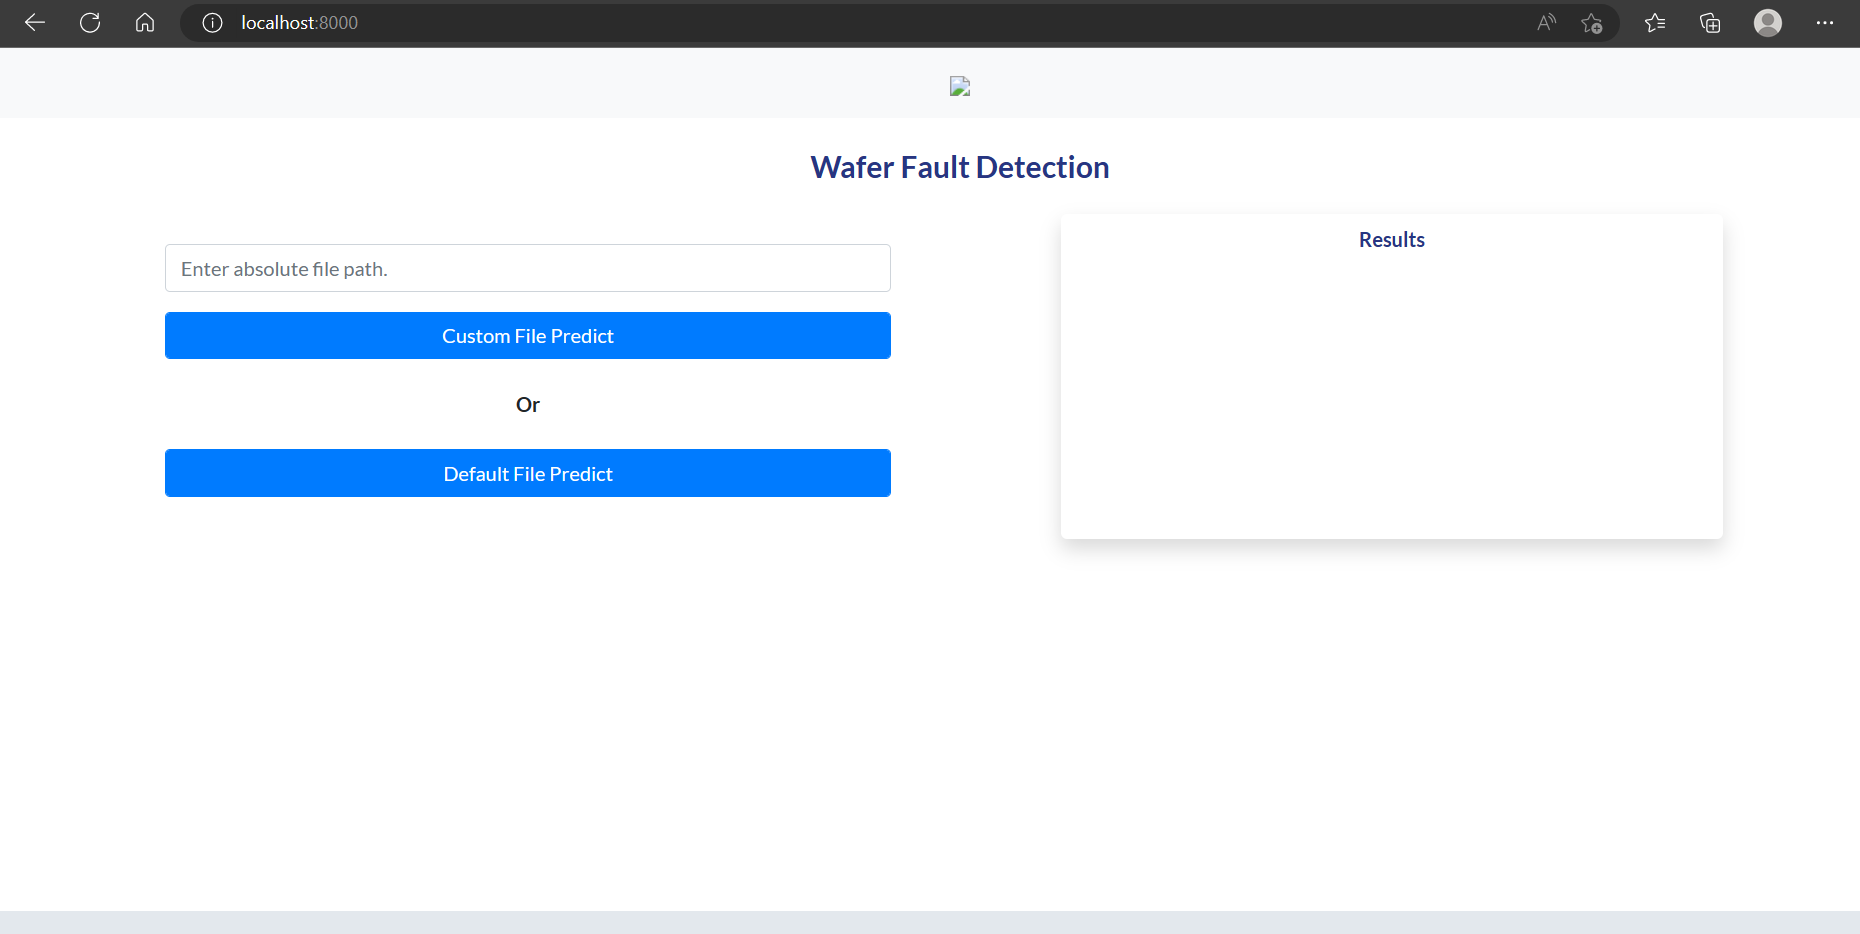 localhost:8000
Wafer Fault Detection
Enter absolute file path.
Custom File Predict
Or
Default File Predict
Results